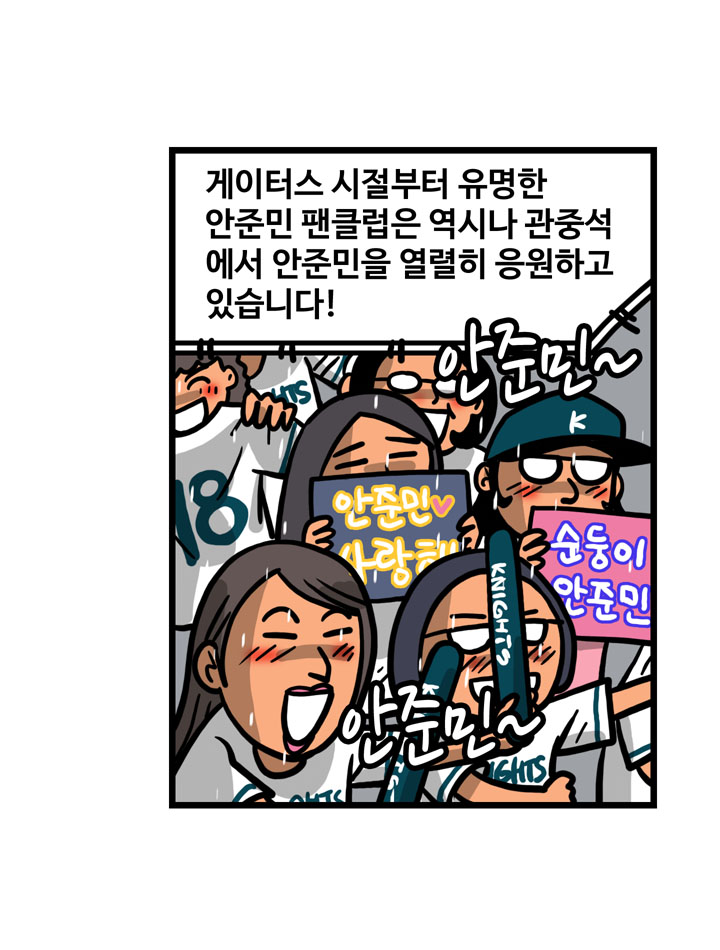 게이터스 시절부터 유명한
안준민 팬클럽은 역시나 관중석
에서 안준민을 열렬히 응원하고
있습니다!
안준민~
K
18
안준민♥
사랑해
순둥이
안준민
KNIGHTS
안준민~